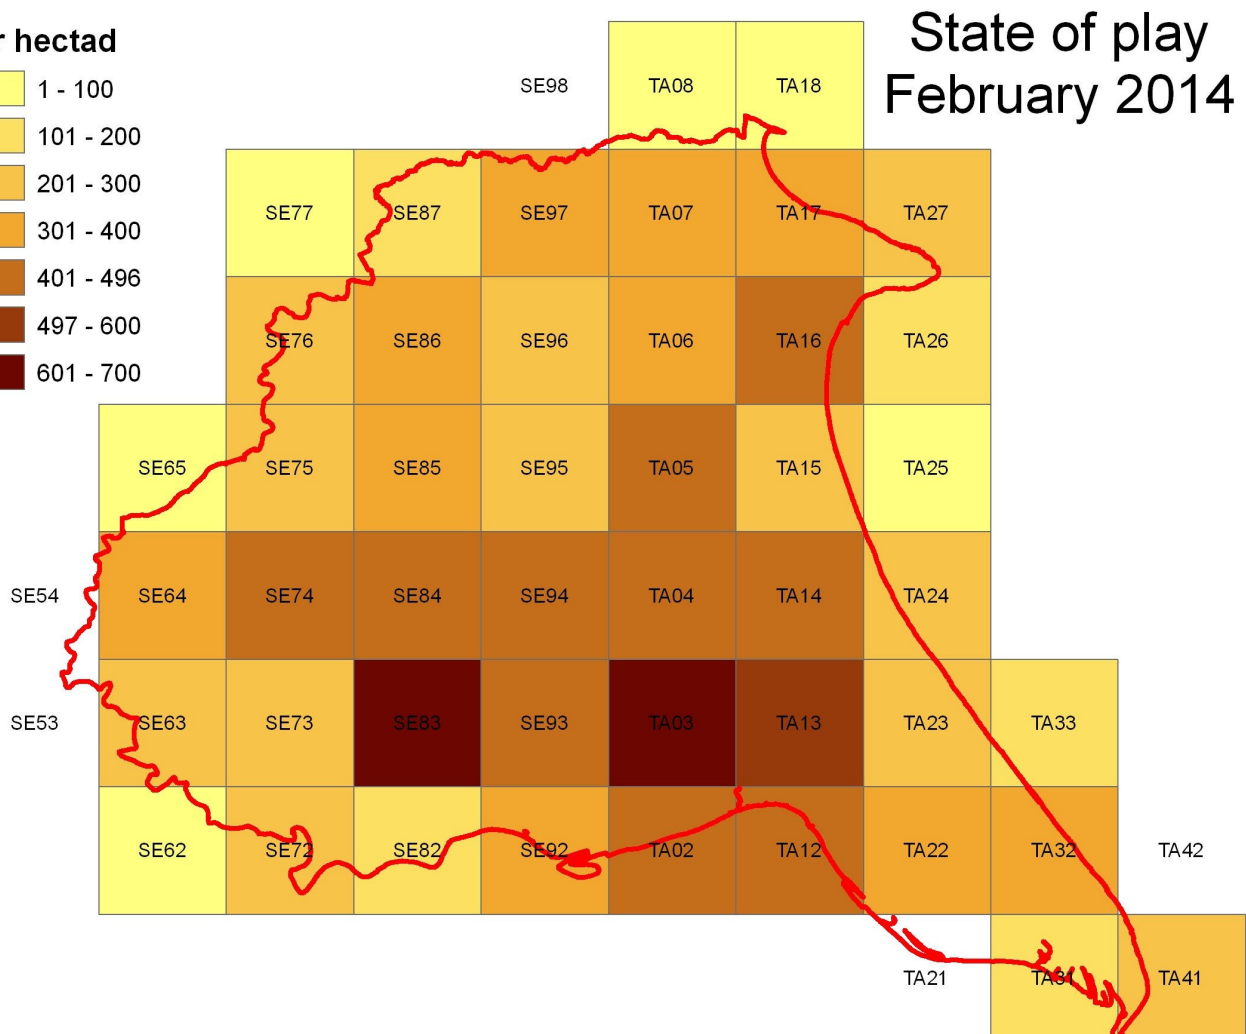 State of play
February 2014
hectad
1 - 100
101 - 200
201 - 300
301 - 400
401 - 496
497 - 600
601 - 700
SE98 TA08 TA18
SE77 SE87 SE97 TA07 TA17 TA27
SE76 SE86 SE96 TA06 TA16 TA26
SE65 SE75 SE85 SE95 TA05 TA15 TA25
SE54 SE64 SE74 SE84 SE94 TA04 TA14 TA24
SE53 SE63 SE73 SE83 SE93 TA03 TA13 TA23 TA33
SE62 SE72 SE82 SE92 TA02 TA12 TA22 TA32 TA42
TA21 TA31 TA41